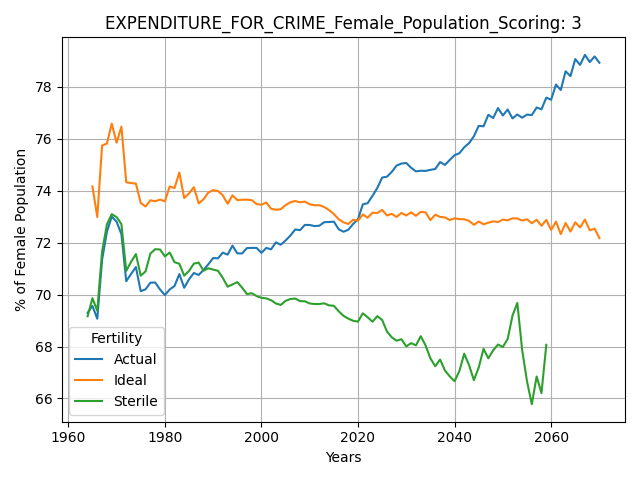 EXPENDITURE_FOR_CRIME_Female_Population_Scoring: 3
% of Female Population
78
76
74
72
70
68
66
Fertility
Actual
Ideal
Sterile
1960
1980
2000
2020
2040
2060
Years